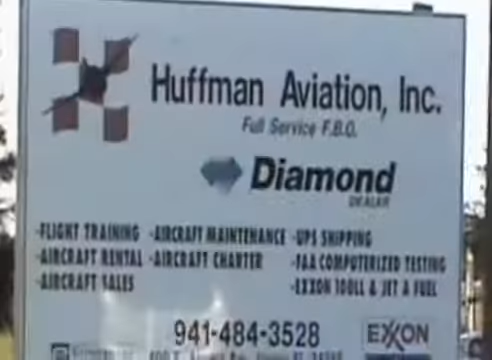 Huffman Aviation, Inc.
Full Service F.B.O.
Diamond
DEALER
-FLIGHT TRAINING -AIRCRAFT MAINTENANCE -UPS SHIPPING
-AIRCRAFT RENTAL -AIRCRAFT CHARTER -FAA COMPUTERIZED TESTING
-AIRCRAFT SALES -EXXON 100LL & JET A FUEL
941-484-3528 EXXON